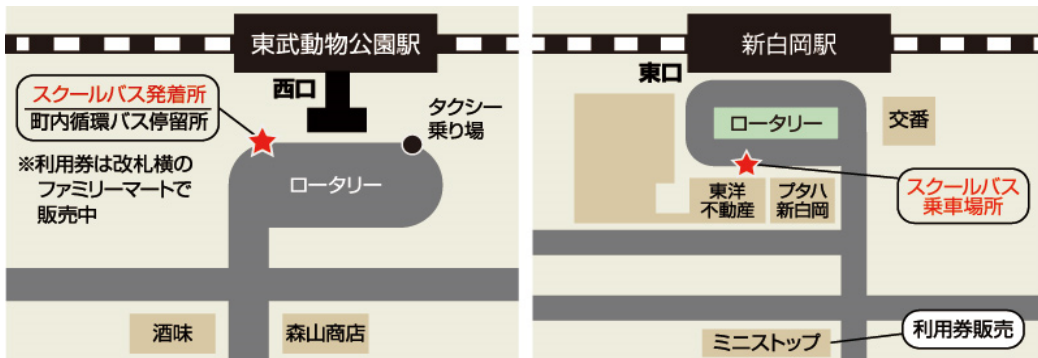 東武動物公園駅
西口
スクールバス発着所
町内循環バス停留所
タクシー
乗り場
※利用券は改札横の
ファミリーマートで
販売中
ロータリー
酒味
森山商店
新白岡駅
東口
ロータリー
交番
東洋
不動産
プタハ
新白岡
スクールバス
乗車場所
利用券販売
ミニストップ